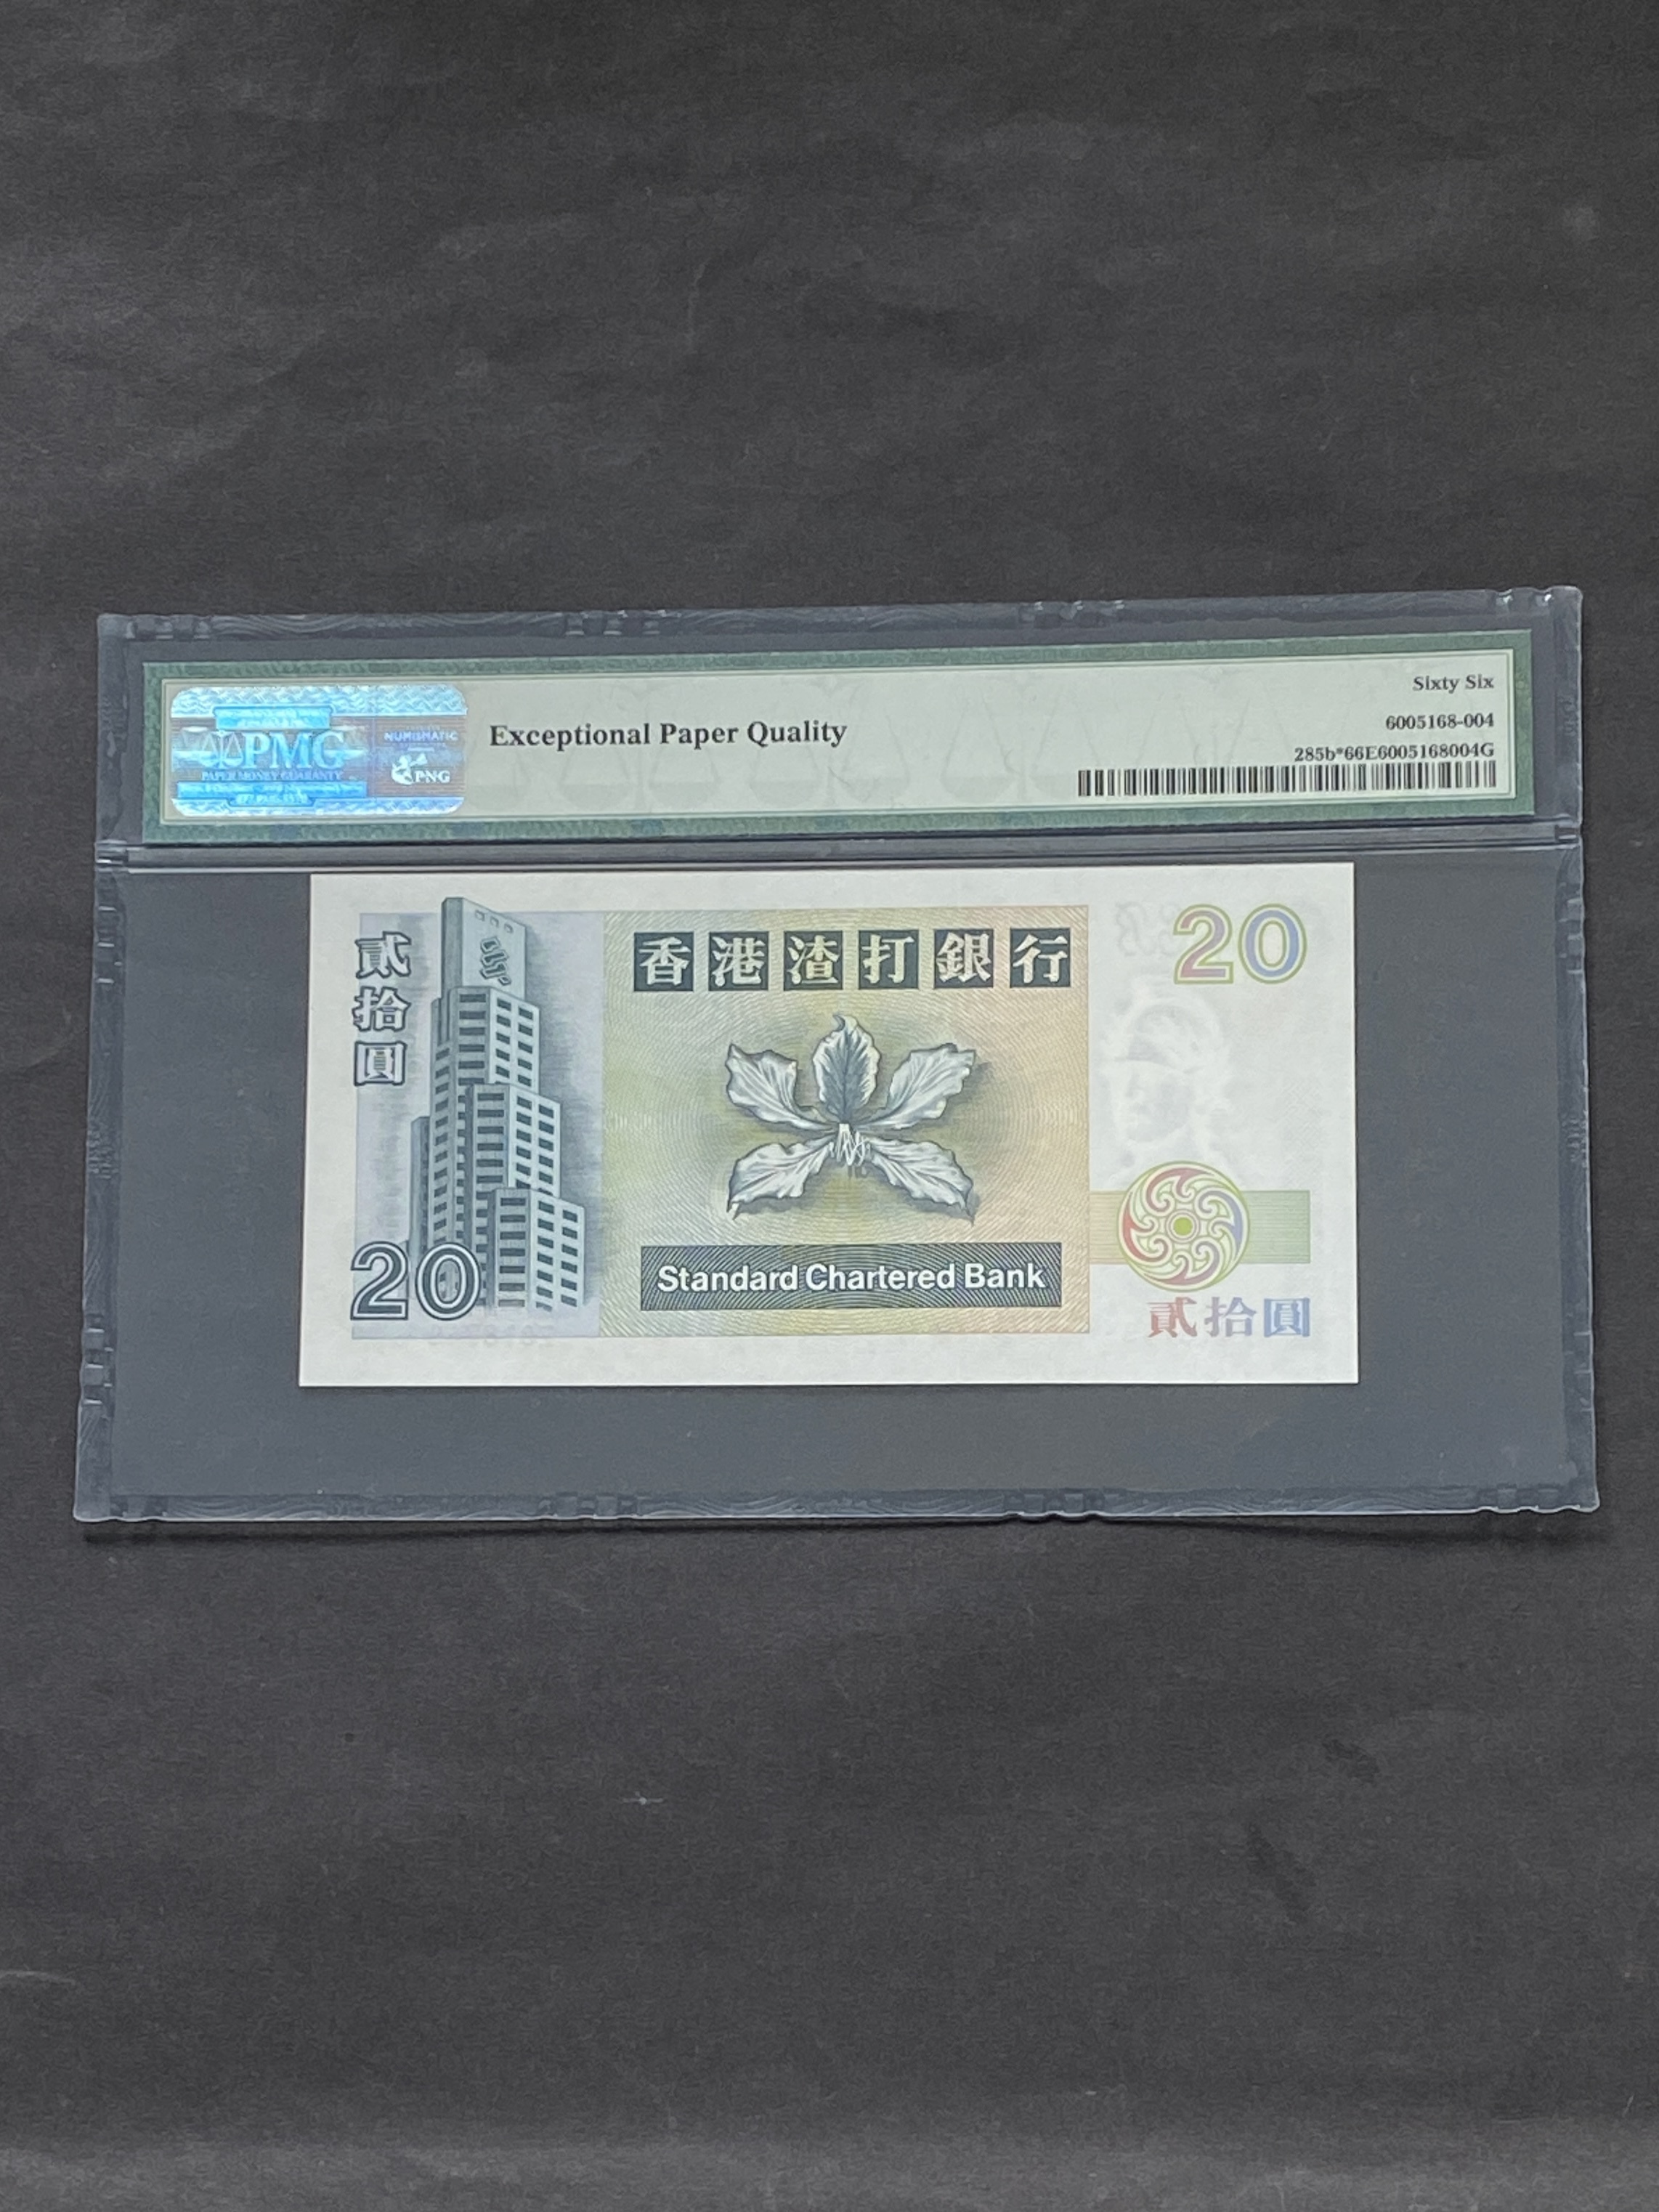 PMG
PAPER MONEY GUARANTY
NUMISMATIC
PNG
Exceptional Paper Quality
Sixty Six
6005168-004
285b*66E6005168004G
貳拾圓
香港渣打銀行
20
20
Standard Chartered Bank
貳拾圓